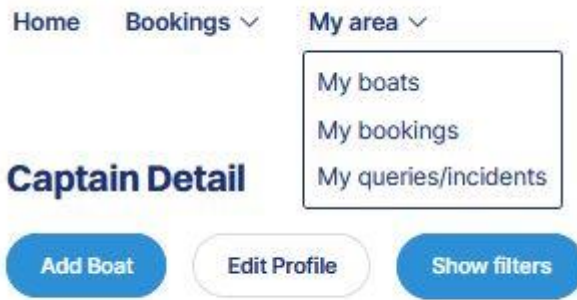 Home Bookings My area
My boats
My bookings
My queries/incidents
Captain Detail
Add Boat Edit Profile Show filters